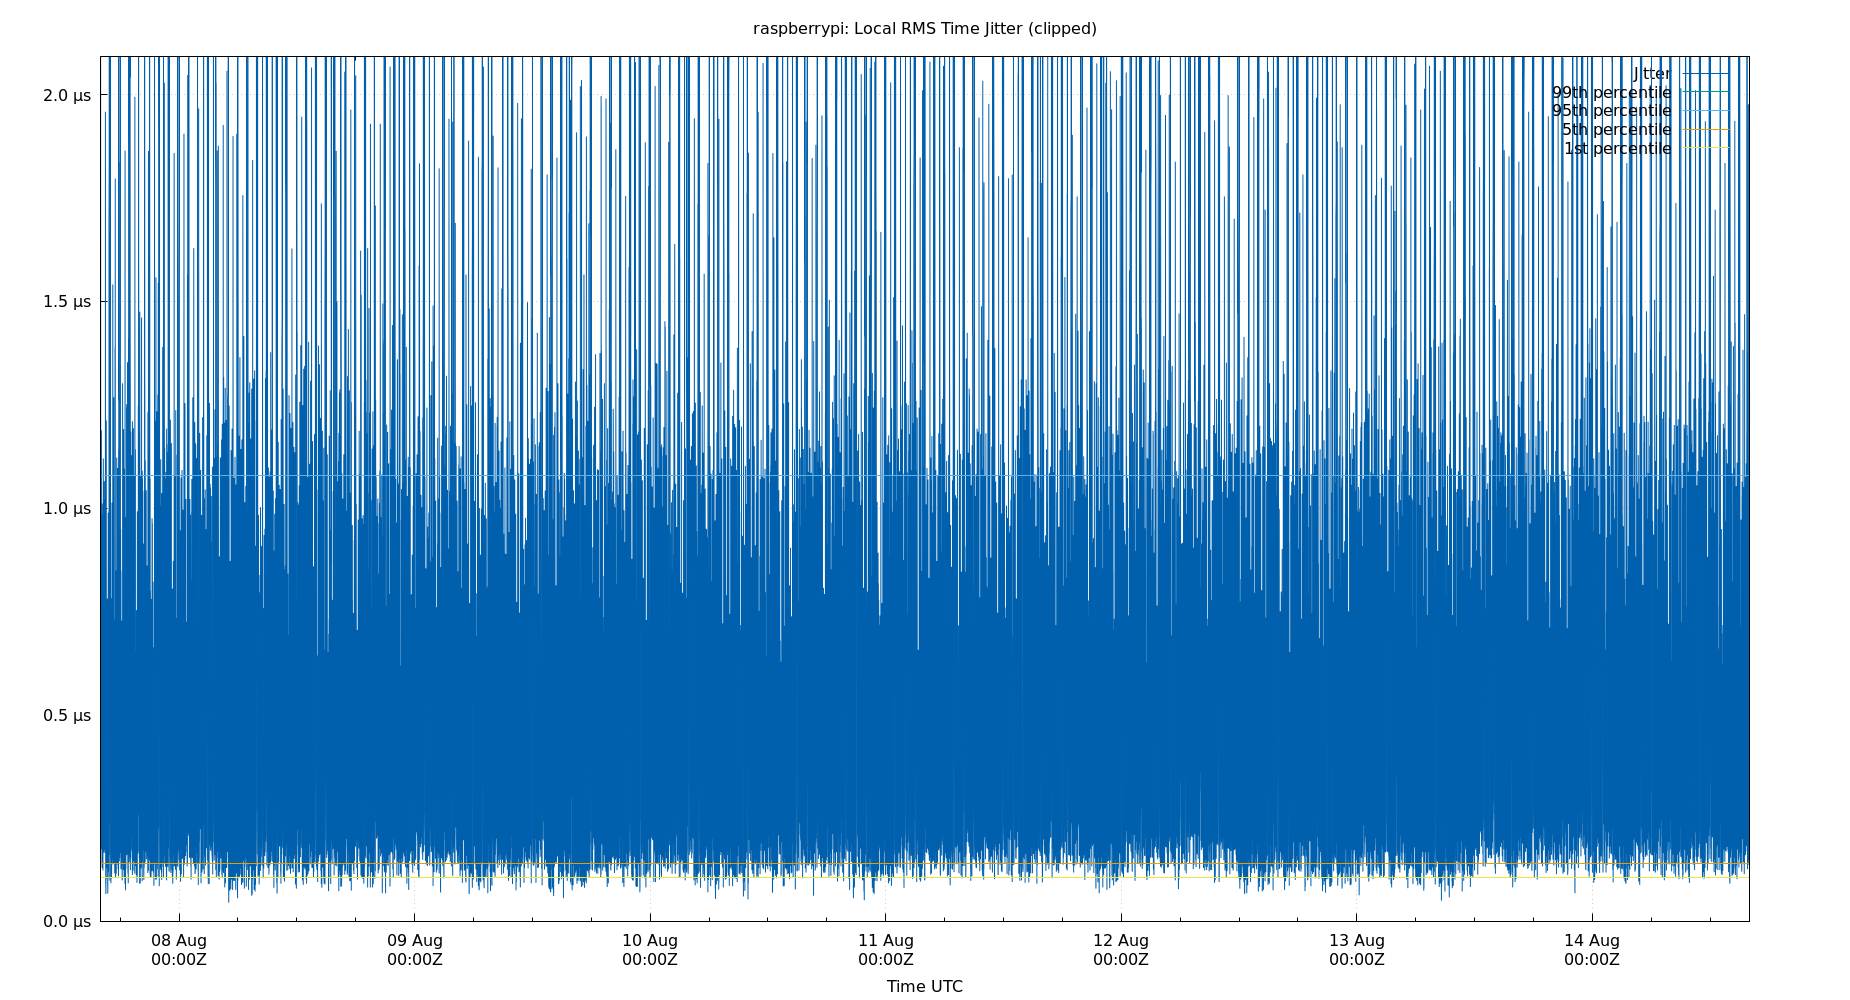 raspberrypi: Local RMS Time Jitter (clipped)
Jitter
99th percentile
95th percentile
5th percentile
1st percentile
2.0 µs
1.5 µs
1.0 µs
0.5 µs
0.0 µs
08 Aug 09 Aug 10 Aug 11 Aug 12 Aug 13 Aug 14 Aug
00:00Z 00:00Z 00:00Z 00:00Z 00:00Z 00:00Z 00:00Z
Time UTC